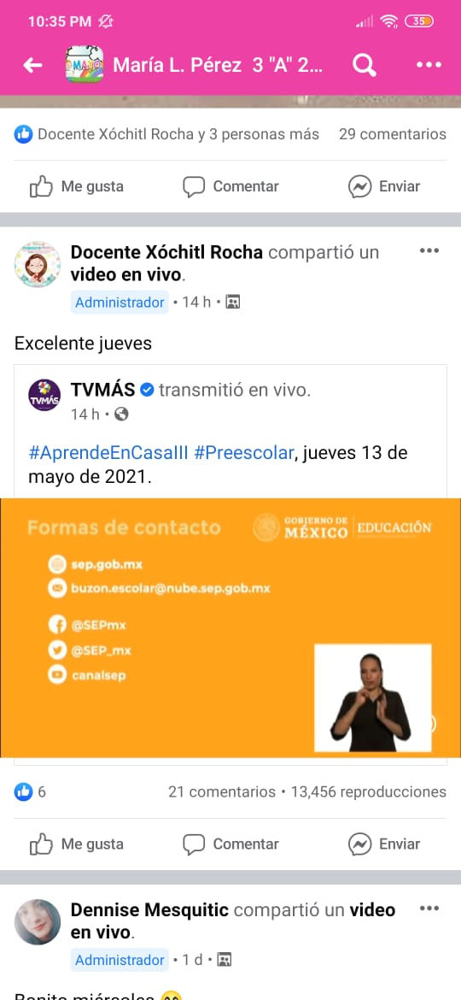 10:35 PM
35
MAYO
María L. Pérez 3 "A" 2...
Docente Xóchitl Rocha y 3 personas más 29 comentarios
Me gusta Comentar Enviar
Docente Xóchitl Rocha compartió un
video en vivo.
Administrador • 14 h •
Excelente jueves
TVMÁS transmitió en vivo.
TVMÁS
14 h •
#AprendeEnCasaIII #Preescolar, jueves 13 de
mayo de 2021.
Formas de contacto
GOBIERNO DE
MÉXICO
EDUCACIÓN
sep.gob.mx
buzon.escolar@nube.sep.gob.mx
@SEPmx
@SEP_mx
canalsep
6 21 comentarios • 13,456 reproducciones
Me gusta Comentar Enviar
Dennise Mesquitic compartió un video
en vivo.
Administrador • 1 d •
Bonito miércoles